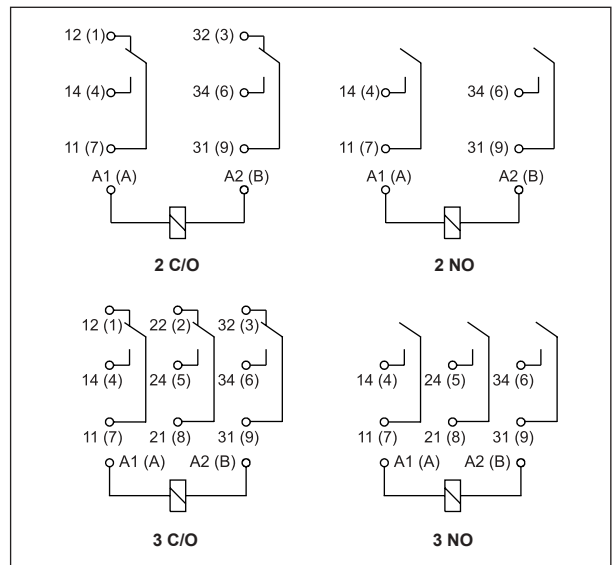 12 (1) 32 (3)
14 (4) 34 (6) 14 (4) 34 (6)
11 (7) 31 (9) 11 (7) 31 (9)
A1 (A) A2 (B) A1 (A) A2 (B)
2 C/O 2 NO
12 (1) 22 (2) 32 (3)
14 (4) 24 (5) 34 (6) 14 (4) 24 (5) 34 (6)
11 (7) 21 (8) 31 (9) 11 (7) 21 (8) 31 (9)
A1 (A) A2 (B) A1 (A) A2 (B)
3 C/O 3 NO